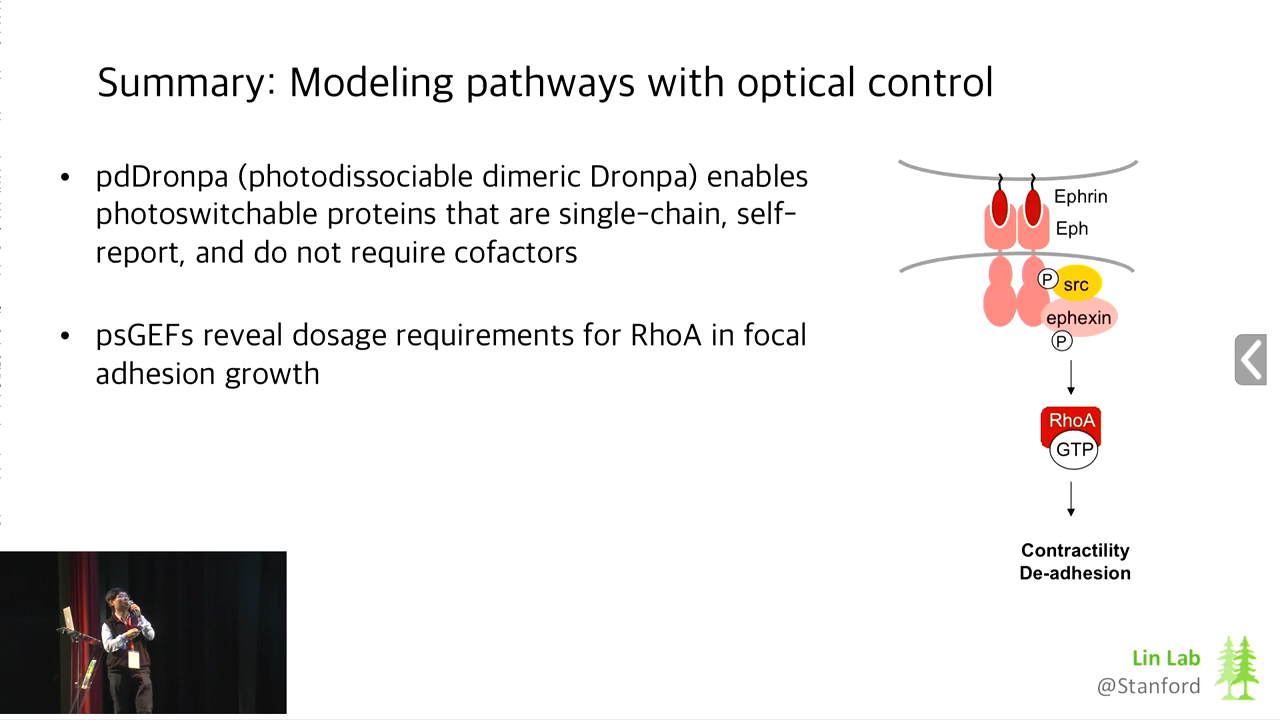 Summary: Modeling pathways with optical control
• pdDronpa (photodissociable dimeric Dronpa) enables
photoswitchable proteins that are single-chain, self-
report, and do not require cofactors
• psGEFs reveal dosage requirements for RhoA in focal
adhesion growth
Ephrin
Eph
P
src
ephexin
P
RhoA
GTP
Contractility
De-adhesion
Lin Lab
@Stanford